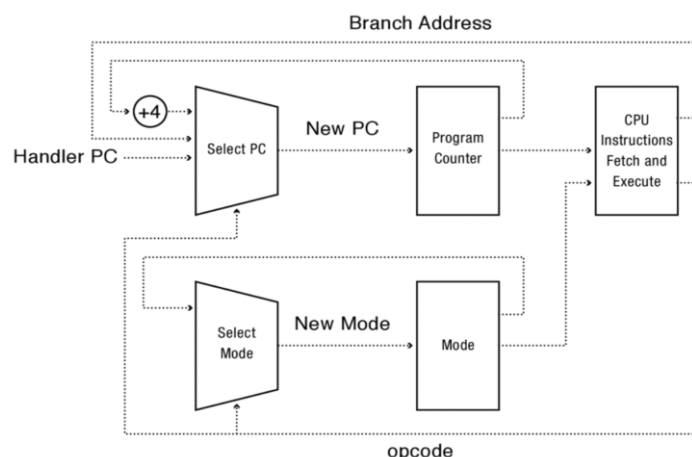 Branch Address
+4
Handler PC
Select PC
New PC
Program
Counter
CPU
Instructions
Fetch and
Execute
Select
Mode
New Mode
Mode
opcode